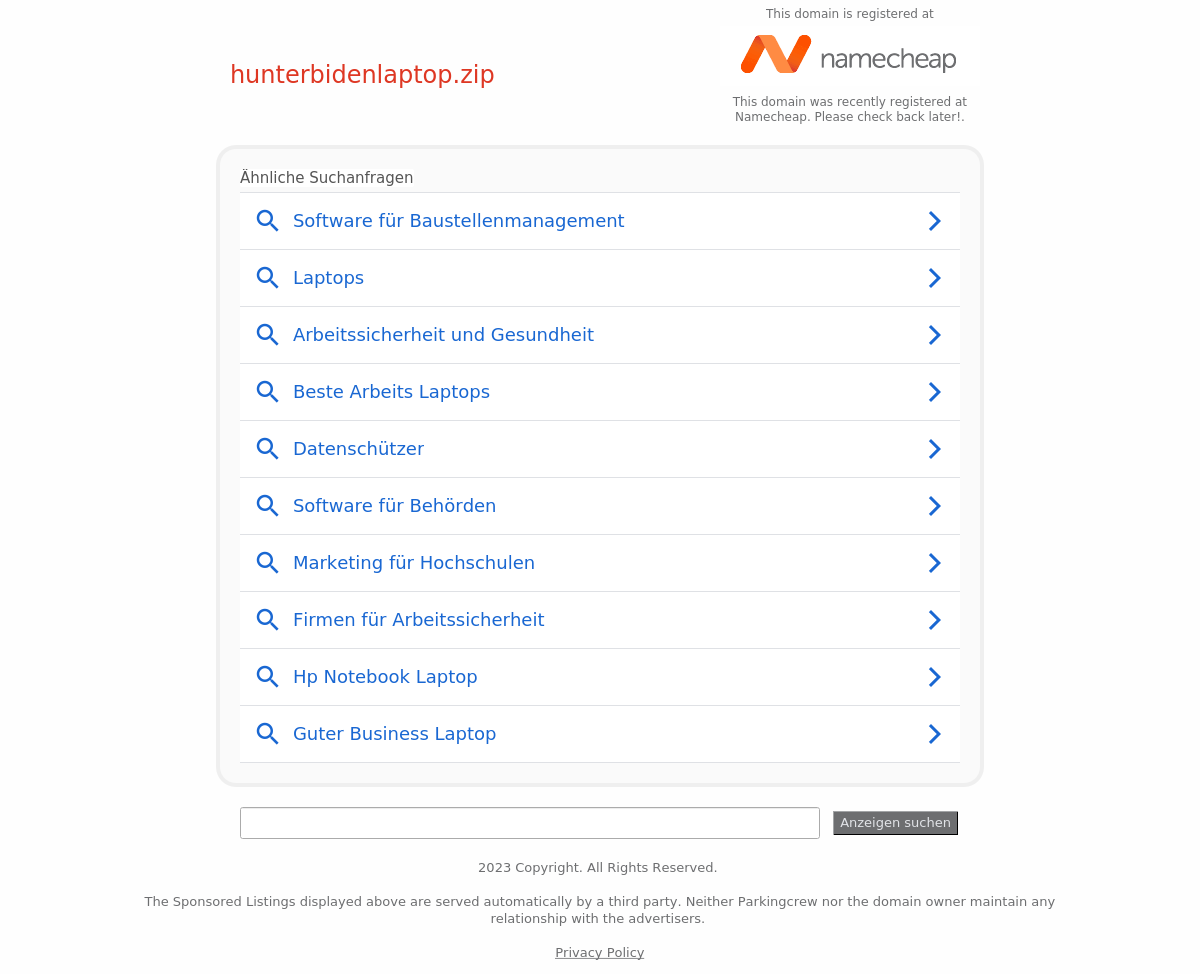 This domain is registered at
namecheap
hunterbidenlaptop.zip
This domain was recently registered at
Namecheap. Please check back later!.
Ähnliche Suchanfragen
Software für Baustellenmanagement
Laptops
Arbeitssicherheit und Gesundheit
Beste Arbeits Laptops
Datenschützer
Software für Behörden
Marketing für Hochschulen
Firmen für Arbeitssicherheit
Hp Notebook Laptop
Guter Business Laptop
Anzeigen suchen
2023 Copyright. All Rights Reserved.
The Sponsored Listings displayed above are served automatically by a third party. Neither Parkingcrew nor the domain owner maintain any
relationship with the advertisers.
Privacy Policy